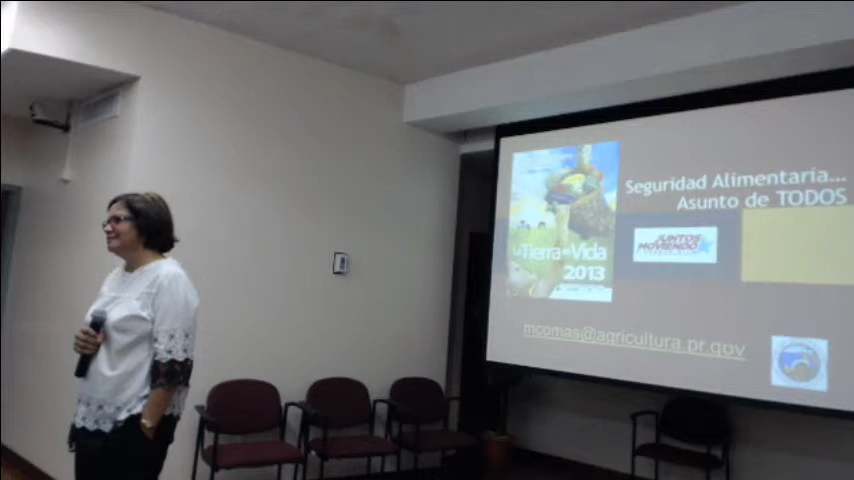 Seguridad Alimentaria...
Asunto de TODOS
La Tierra es Vida
2013
JUNTOS
MOVIENDO
mcomas@agricultura.pr.gov